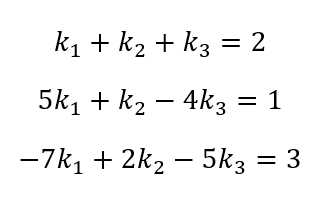 k₁ + k₂ + k₃ = 2
5k₁ + k₂ − 4k₃ = 1
−7k₁ + 2k₂ − 5k₃ = 3